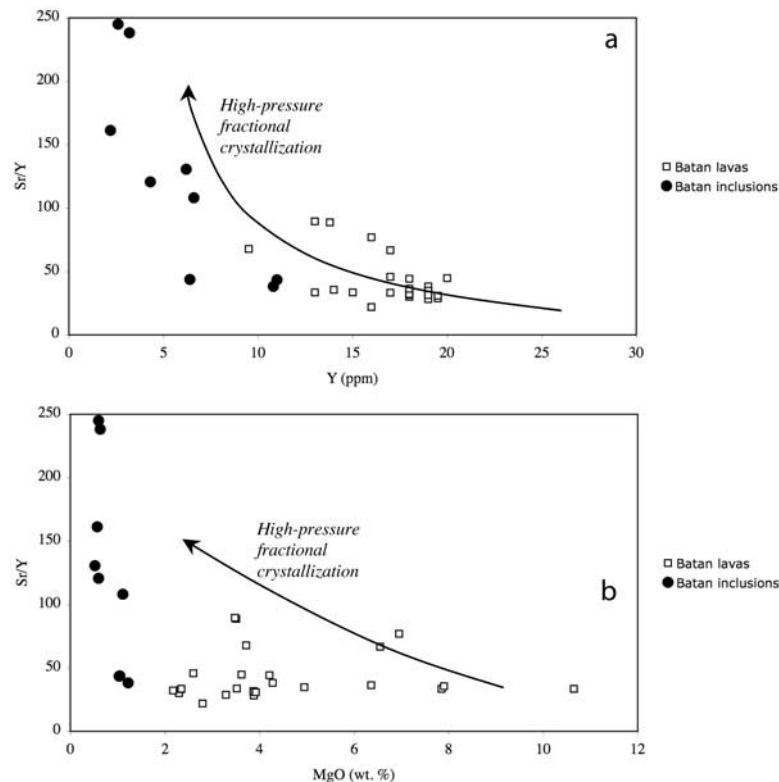 250
200
150
100
50
0
Sr/Y
a
High-pressure
fractional
crystallization
□ Batan lavas
● Batan inclusions
0 5 10 15 20 25 30
Y (ppm)
250
200
150
100
50
0
Sr/Y
High-pressure
fractional
crystallization
b
□ Batan lavas
● Batan inclusions
0 2 4 6 8 10 12
MgO (wt. %)